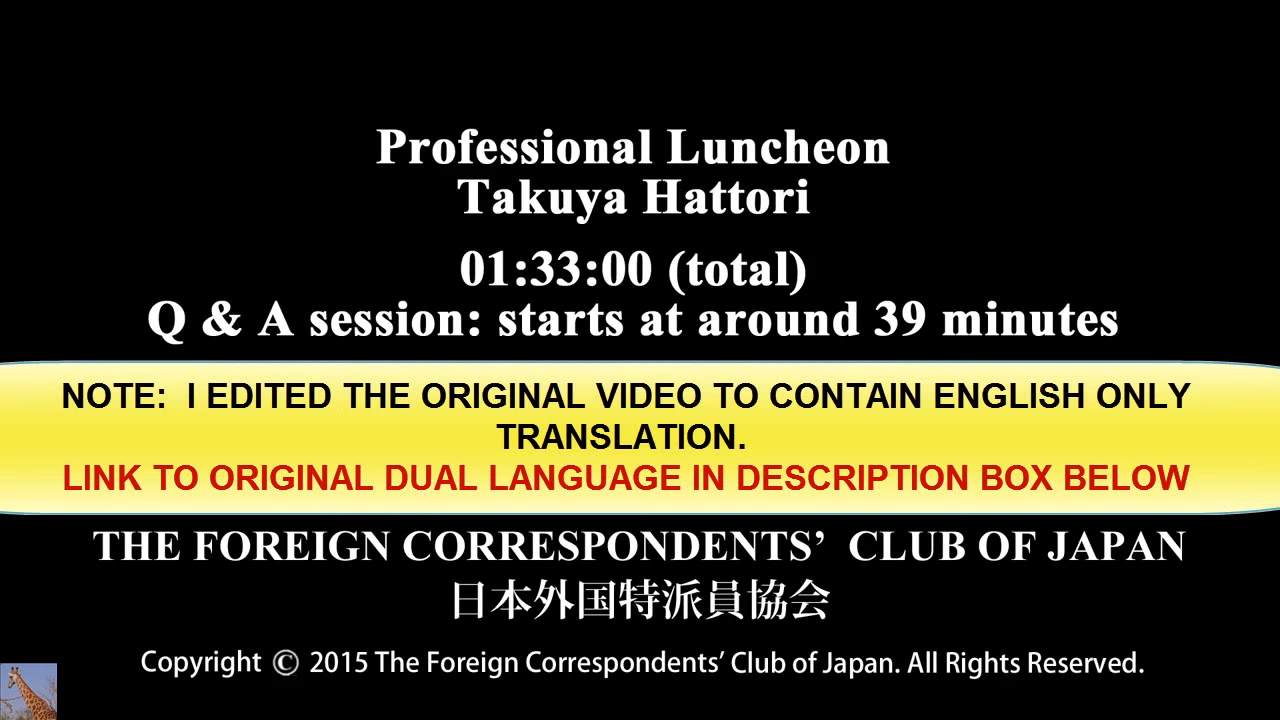 Professional Luncheon
Takuya Hattori
01:33:00 (total)
Q & A session: starts at around 39 minutes
NOTE:  I EDITED THE ORIGINAL VIDEO TO CONTAIN ENGLISH ONLY
TRANSLATION.
LINK TO ORIGINAL DUAL LANGUAGE IN DESCRIPTION BOX BELOW
THE FOREIGN CORRESPONDENTS’  CLUB OF JAPAN
日本外国特派員協会
Copyright © 2015 The Foreign Correspondents’ Club of Japan. All Rights Reserved.